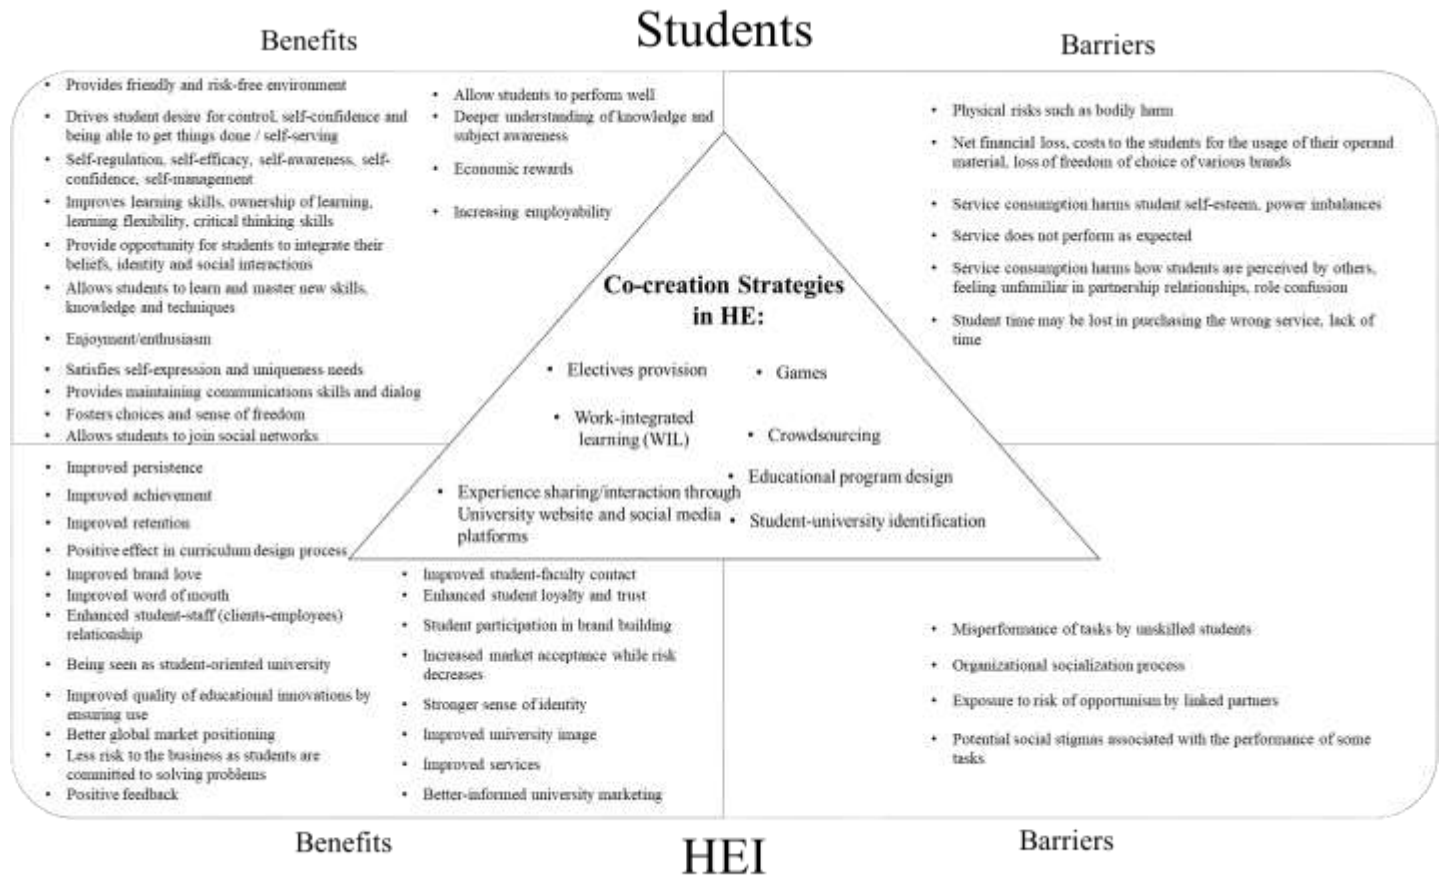 Students
Benefits
Barriers
• Provides friendly and risk-free environment
• Drives student desire for control, self-confidence and
being able to get things done / self-serving
• Self-regulation, self-efficacy, self-awareness, self-
confidence, self-management
• Improves learning skills, ownership of learning,
learning flexibility, critical thinking skills
• Provide opportunity for students to integrate their
beliefs, identity and social interactions
• Allows students to learn and master new skills,
knowledge and techniques
• Enjoyment/enthusiasm
• Satisfies self-expression and uniqueness needs
• Provides maintaining communications skills and dialog
• Fosters choices and sense of freedom
• Allows students to join social networks
• Allow students to perform well
• Deeper understanding of knowledge and
subject awareness
• Economic rewards
• Increasing employability
• Physical risks such as bodily harm
• Net financial loss, costs to the students for the usage of their operand
material, loss of freedom of choice of various brands
• Service consumption harms student self-esteem, power imbalances
• Service does not perform as expected
• Service consumption harms how students are perceived by others,
feeling unfamiliar in partnership relationships, role confusion
• Student time may be lost in purchasing the wrong service, lack of
time
Co-creation Strategies
in HE:
• Electives provision
• Work-integrated
learning (WIL)
• Experience sharing/interaction through
University website and social media
platforms
• Games
• Crowdsourcing
• Educational program design
• Student-university identification
• Improved persistence
• Improved achievement
• Improved retention
• Positive effect in curriculum design process
• Improved brand love
• Improved word of mouth
• Enhanced student-staff (clients-employees)
relationship
• Being seen as student-oriented university
• Improved quality of educational innovations by
ensuring use
• Better global market positioning
• Less risk to the business as students are
committed to solving problems
• Positive feedback
• Improved student-faculty contact
• Enhanced student loyalty and trust
• Student participation in brand building
• Increased market acceptance while risk
decreases
• Stronger sense of identity
• Improved university image
• Improved services
• Better-informed university marketing
• Misperformance of tasks by unskilled students
• Organizational socialization process
• Exposure to risk of opportunism by linked partners
• Potential social stigmas associated with the performance of some
tasks
Benefits
HEI
Barriers